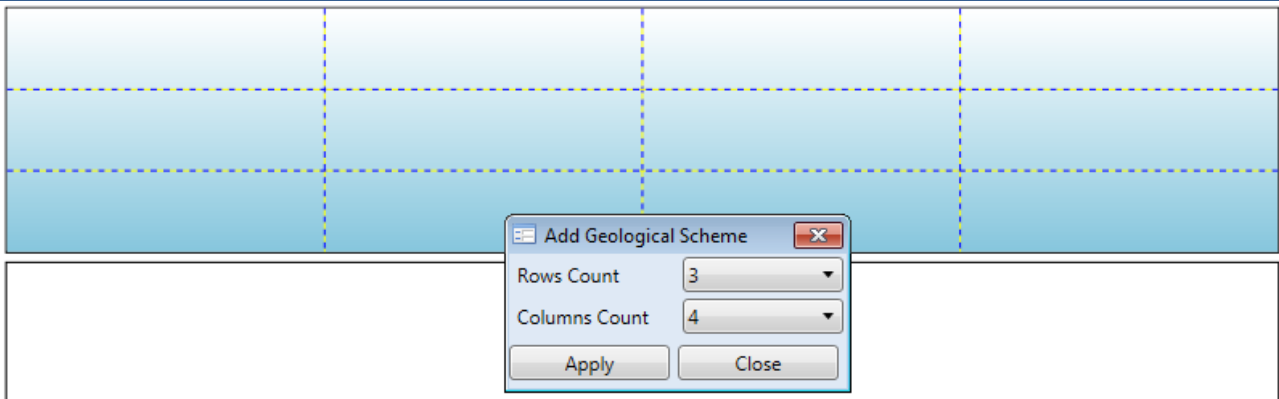 Add Geological Scheme
Rows Count 3
Columns Count 4
Apply Close